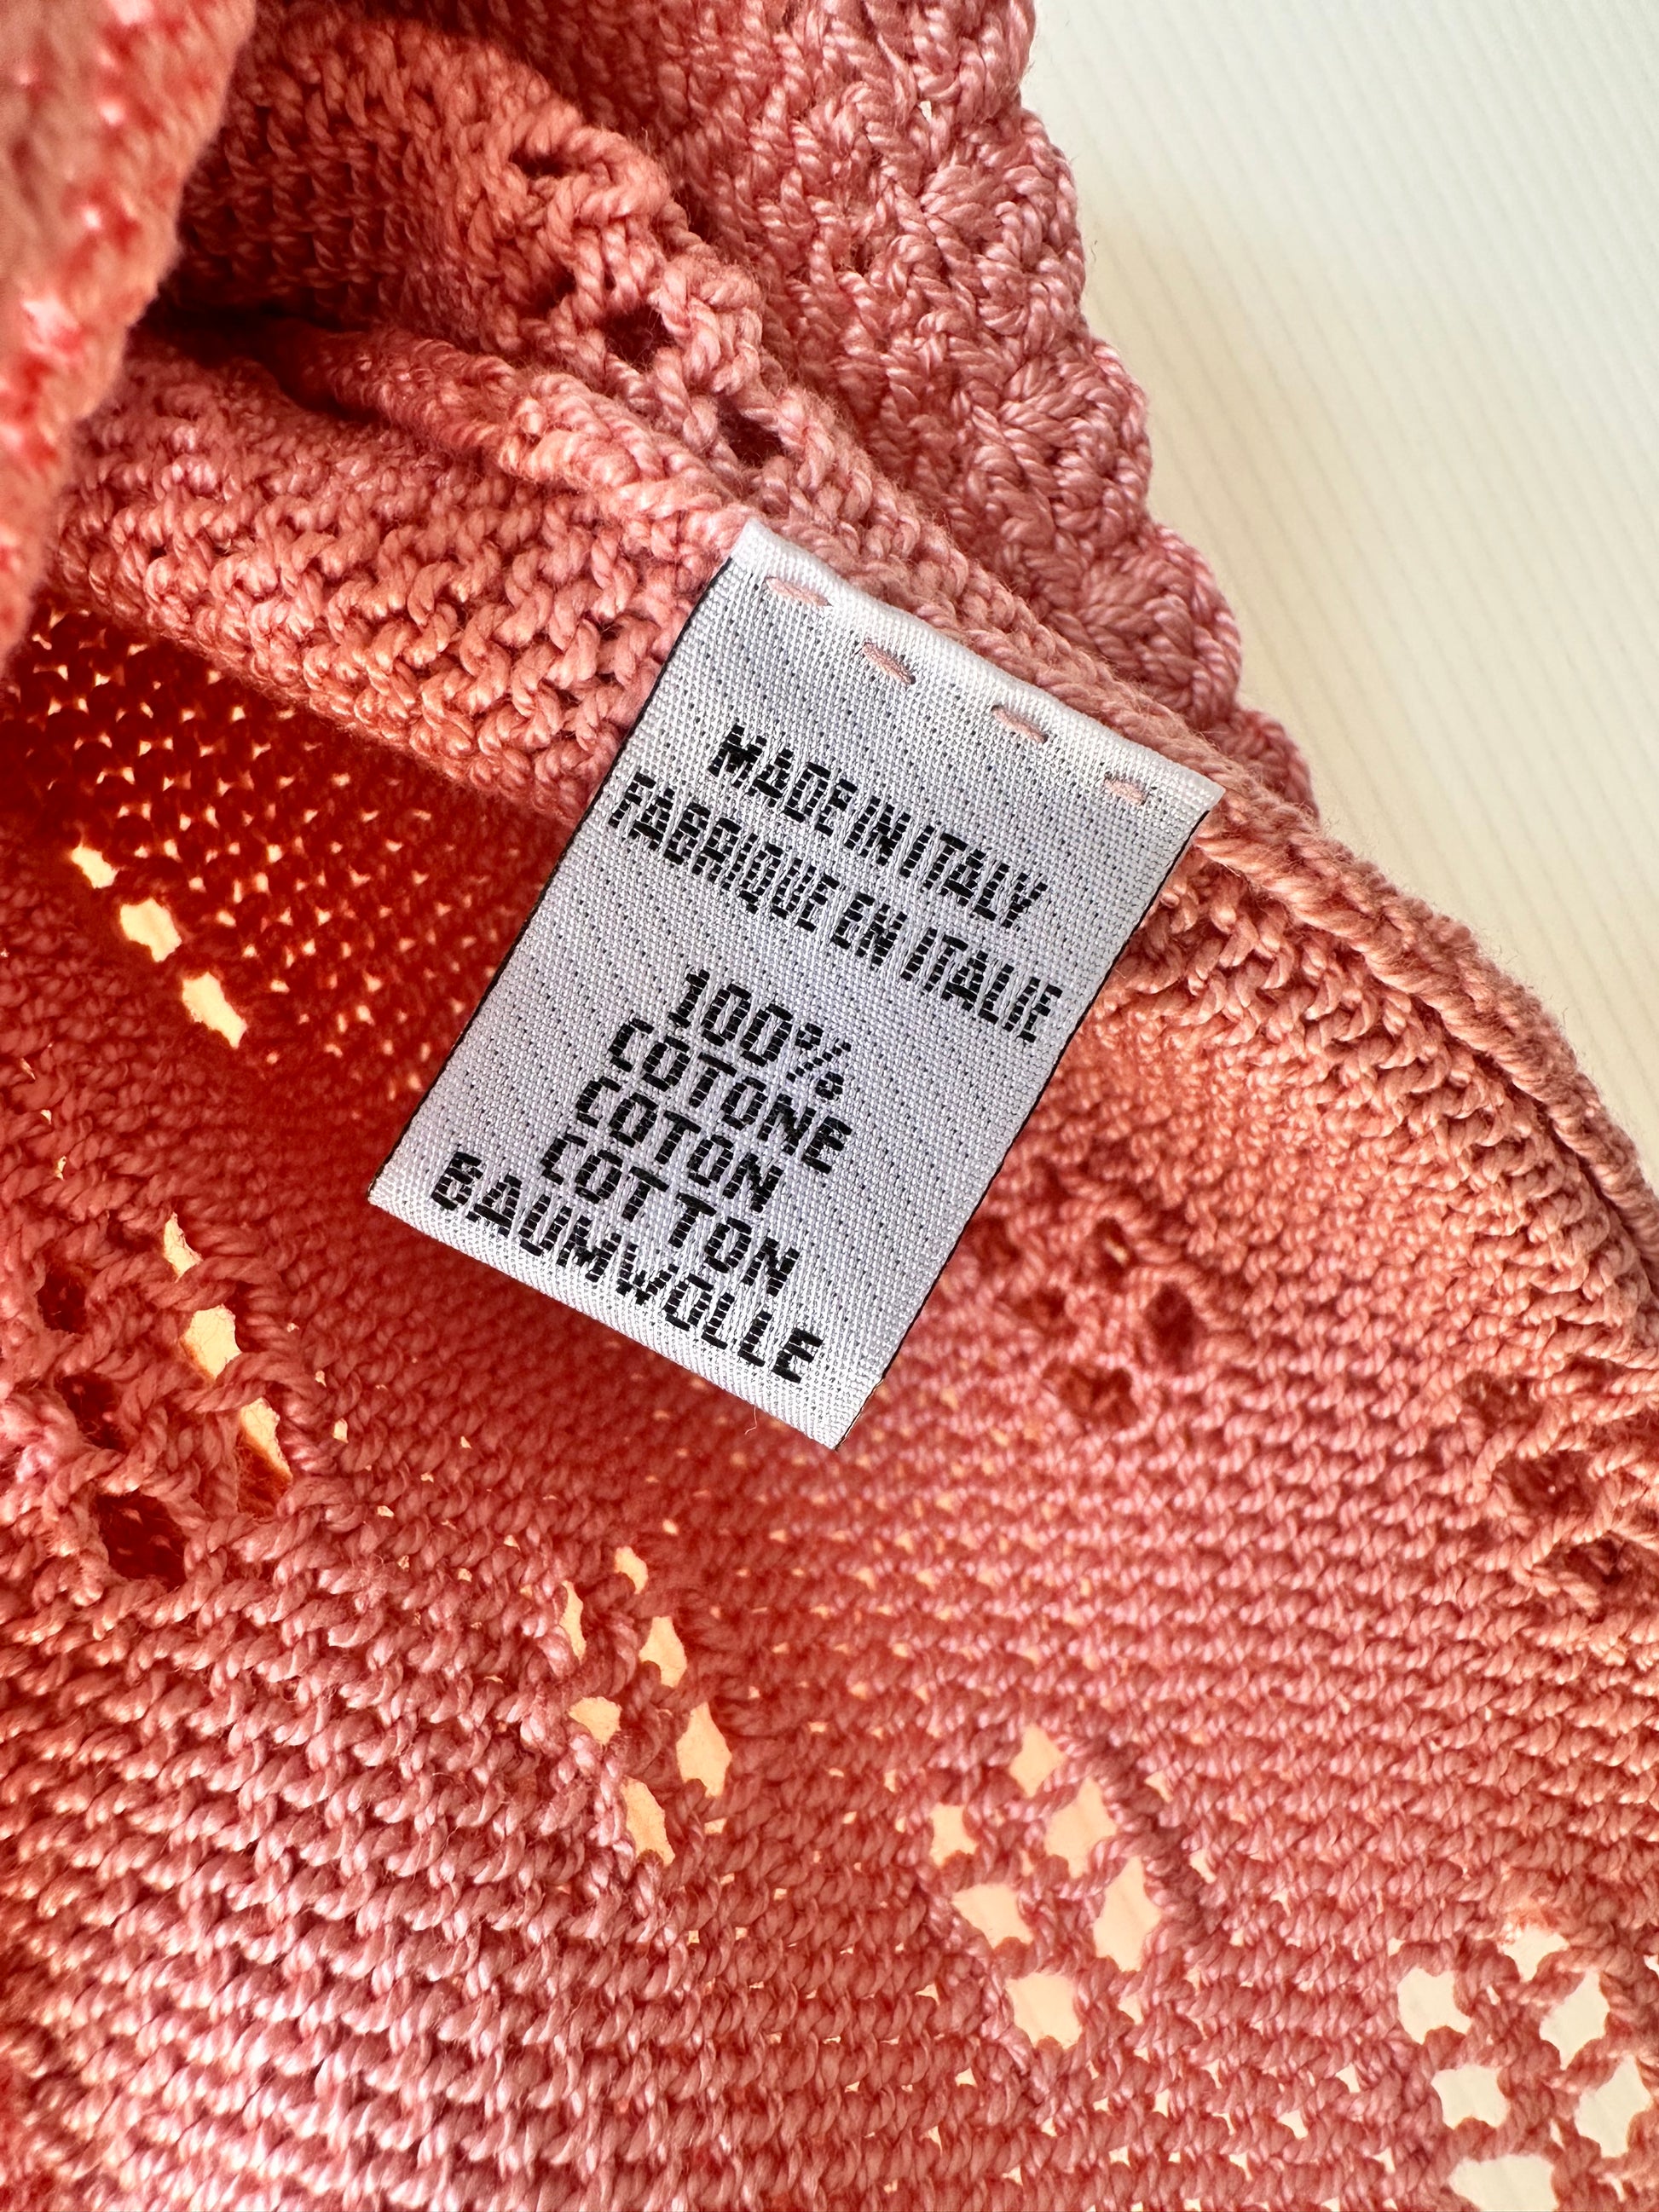 MADE IN ITALY
FABRIQUE EN ITALIE
100%
COTONE
COTON
COTTON
BAUMWOLLE